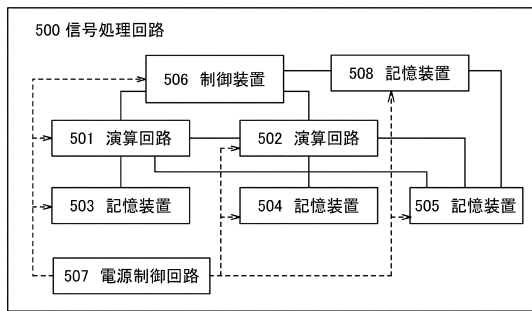 500 信号処理回路
506 制御装置
508 記憶装置
501 演算回路
502 演算回路
503 記憶装置
504 記憶装置
505 記憶装置
507 電源制御回路